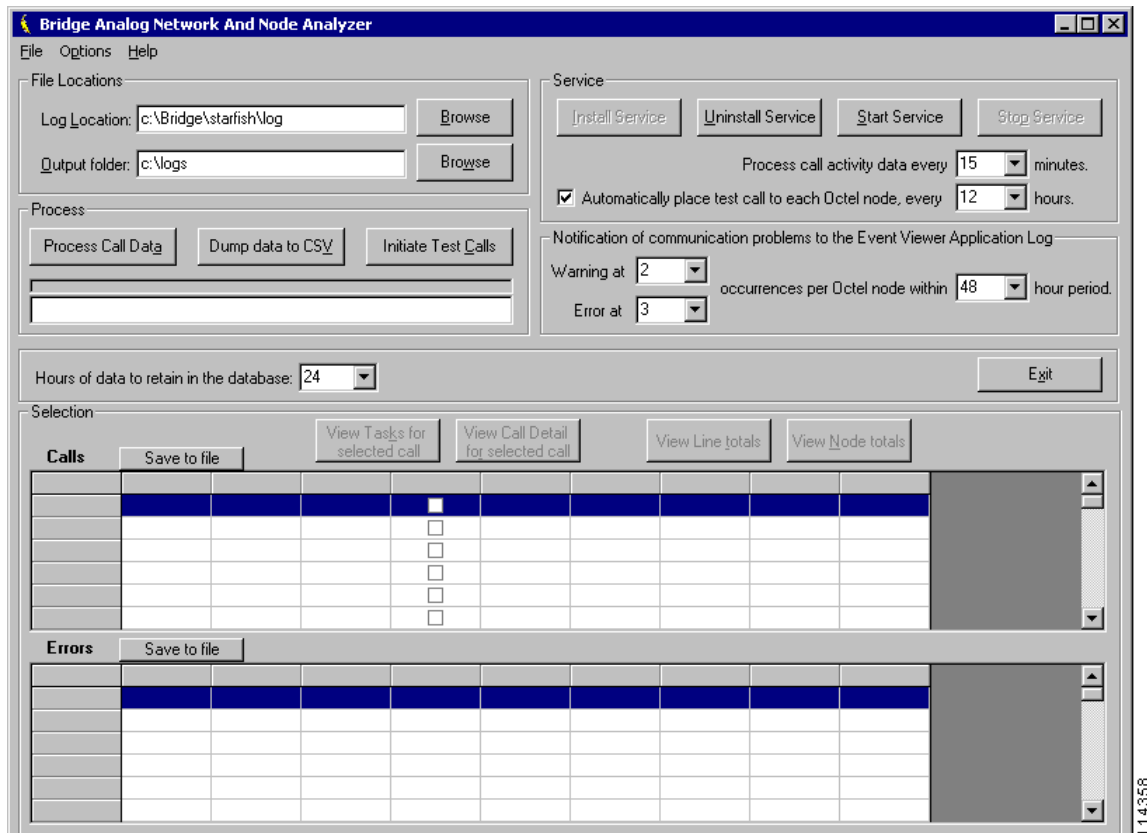 Bridge Analog Network And Node Analyzer
File Options Help
File Locations
Log Location: c:\Bridge\starfish\log Browse
Output folder: c:\logs Browse
Process
Process Call Data Dump data to CSV Initiate Test Calls
Service
Install Service Uninstall Service Start Service Stop Service
Process call activity data every 15 minutes.
Automatically place test call to each Octel node, every 12 hours.
Notification of communication problems to the Event Viewer Application Log
Warning at 2
occurrences per Octel node within 48 hour period.
Error at 3
Hours of data to retain in the database: 24 Exit
Selection
View Tasks for selected call View Call Detail for selected call View Line totals View Node totals
Calls Save to file
Errors Save to file
114358